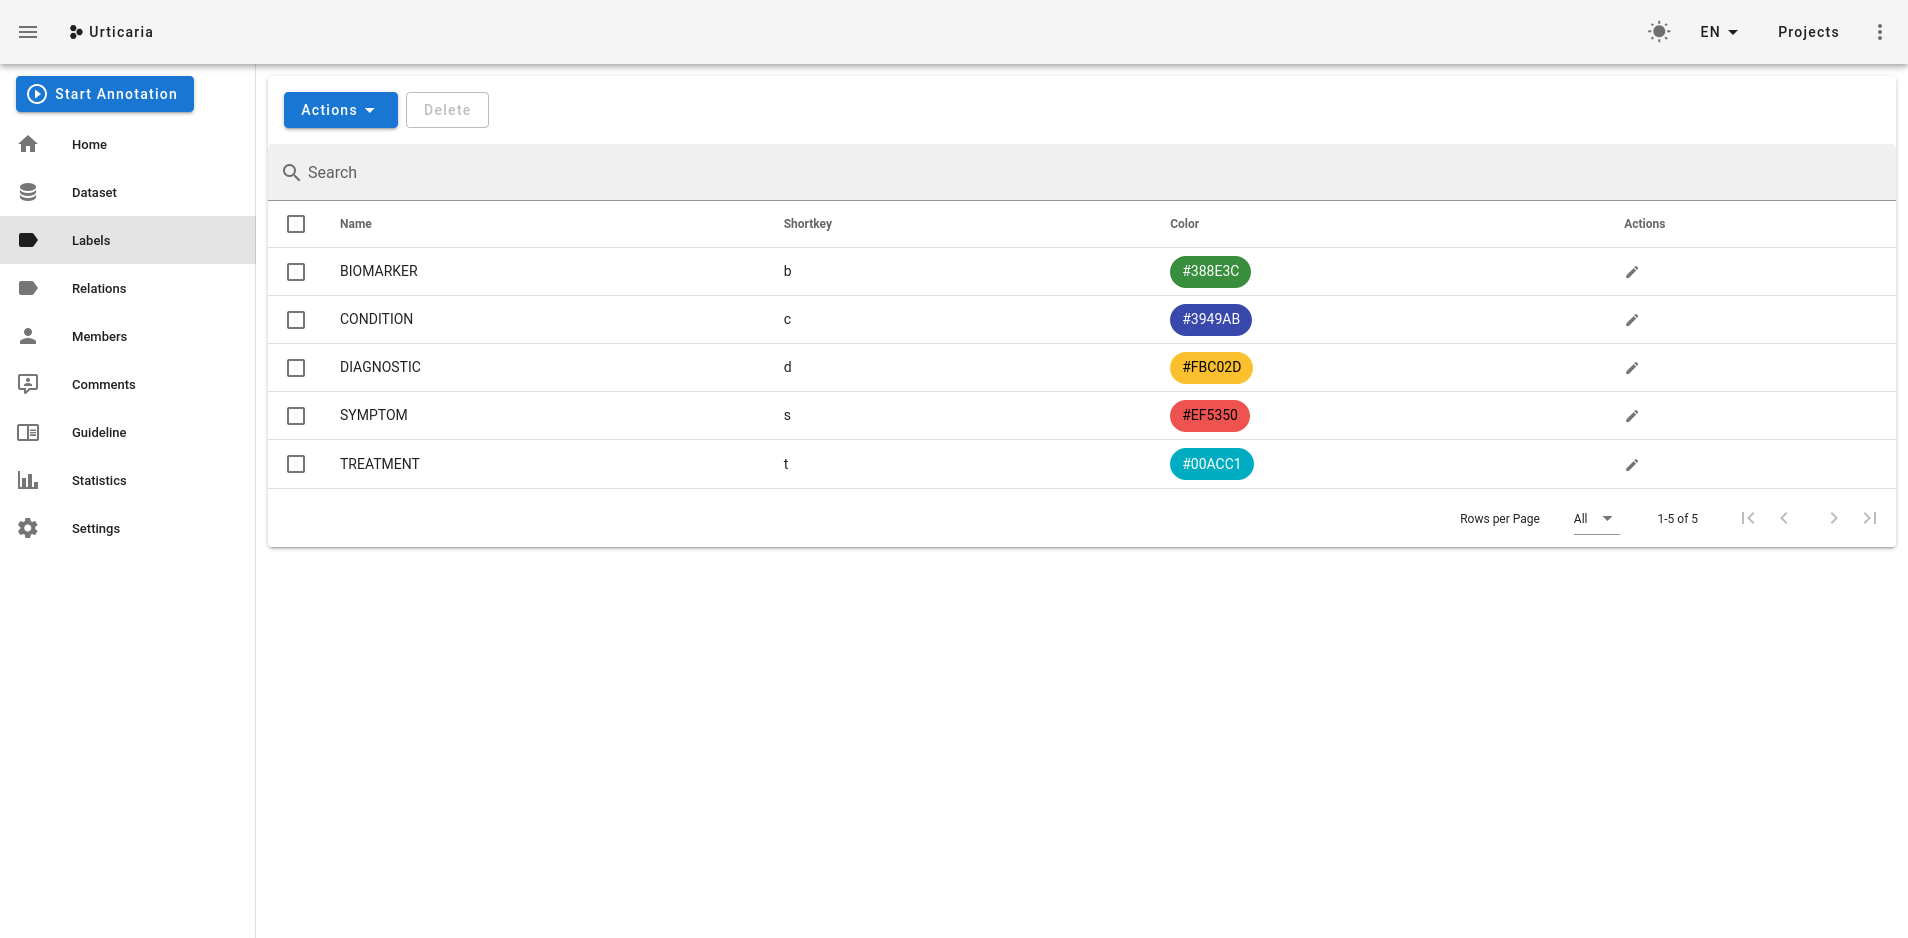 Urticaria
EN
Projects
Start Annotation
Home
Dataset
Labels
Relations
Members
Comments
Guideline
Statistics
Settings
Actions
Delete
Search
Name Shortkey Color Actions
BIOMARKER b #388E3C
CONDITION c #3949AB
DIAGNOSTIC d #FBC02D
SYMPTOM s #EF5350
TREATMENT t #00ACC1
Rows per Page All 1-5 of 5